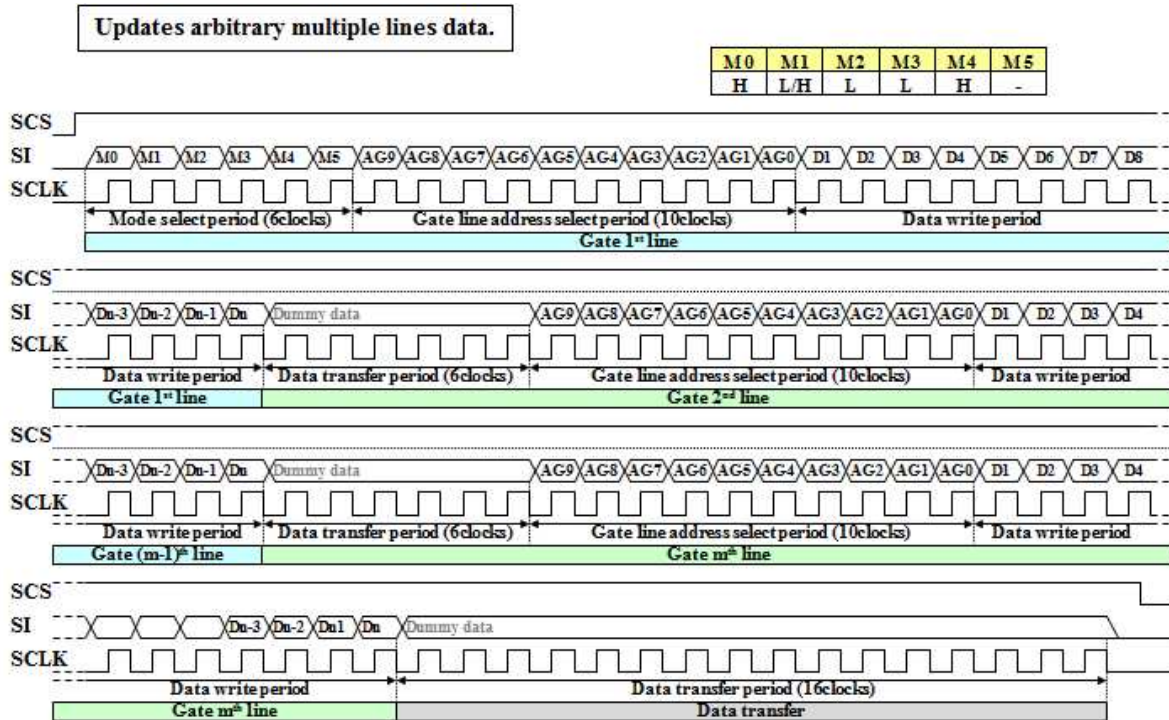 Updates arbitrary multiple lines data.
M0 M1 M2 M3 M4 M5
H L/H L L H -
SCS
SI M0 M1 M2 M3 M4 M5 AG9 AG8 AG7 AG6 AG5 AG4 AG3 AG2 AG1 AG0 D1 D2 D3 D4 D5 D6 D7 D8
SCLK
Mode select period (6clocks) Gate line address select period (10clocks) Data write period
Gate 1st line
SCS
SI Dn-3 Dn-2 Dn-1 Dn Dummy data AG9 AG8 AG7 AG6 AG5 AG4 AG3 AG2 AG1 AG0 D1 D2 D3 D4
SCLK
Data write period Data transfer period (6clocks) Gate line address select period (10clocks) Data write period
Gate 1st line Gate 2nd line
SCS
SI Dn-3 Dn-2 Dn-1 Dn Dummy data AG9 AG8 AG7 AG6 AG5 AG4 AG3 AG2 AG1 AG0 D1 D2 D3 D4
SCLK
Data write period Data transfer period (6clocks) Gate line address select period (10clocks) Data write period
Gate (m-1)th line Gate mth line
SCS
SI Dn-3 Dn-2 Dn1 Dn Dummy data
SCLK
Data write period Data transfer period (16clocks)
Gate mth line Data transfer